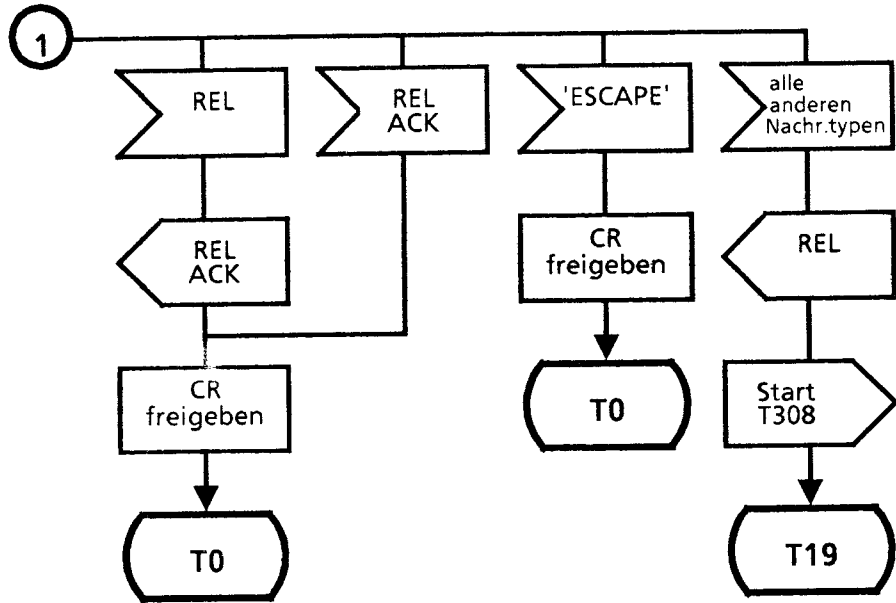 1
REL
REL
ACK
'ESCAPE'
alle
anderen
Nachr.typen
REL
ACK
CR
freigeben
REL
CR
freigeben
T0
Start
T308
T0
T19